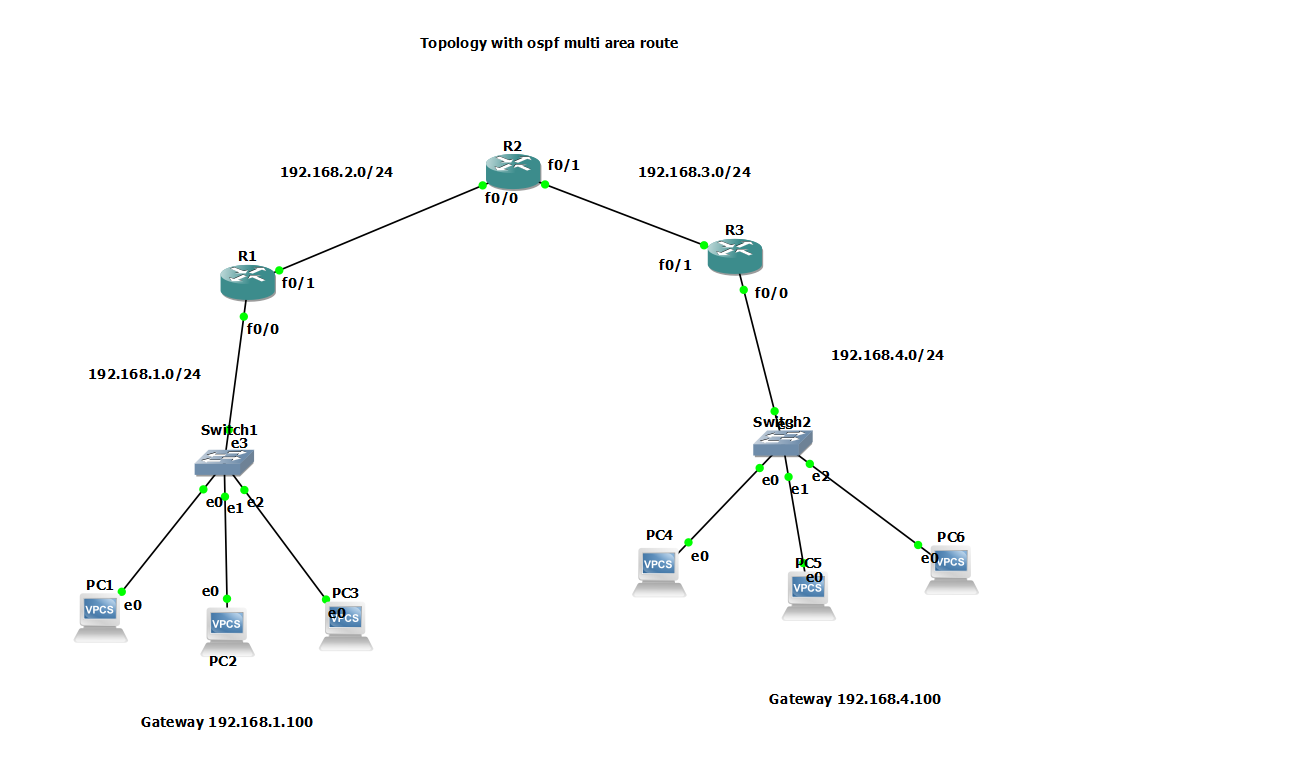 Topology with ospf multi area route
R2
f0/1
192.168.2.0/24
192.168.3.0/24
f0/0
R3
R1
f0/1
f0/1
f0/0
f0/0
192.168.1.0/24
192.168.4.0/24
Switch1
e3
Switch2
e3
e0
e1
e2
e0
e1
e2
PC4
e0
PC5
e0
PC6
e0
VPCS
VPCS
VPCS
PC1
e0
e0
PC3
e0
VPCS
VPCS
VPCS
PC2
Gateway 192.168.4.100
Gateway 192.168.1.100